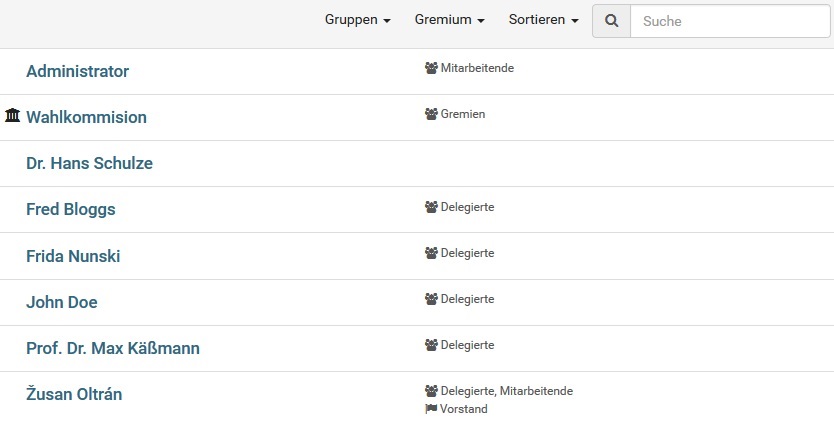 Gruppen Gremium Sortieren Suche
Administrator Mitarbeitende
Wahlkommision Gremien
Dr. Hans Schulze
Fred Bloggs Delegierte
Frida Nunski Delegierte
John Doe Delegierte
Prof. Dr. Max Käßmann Delegierte
Žusan Oltrán Delegierte, Mitarbeitende
Vorstand